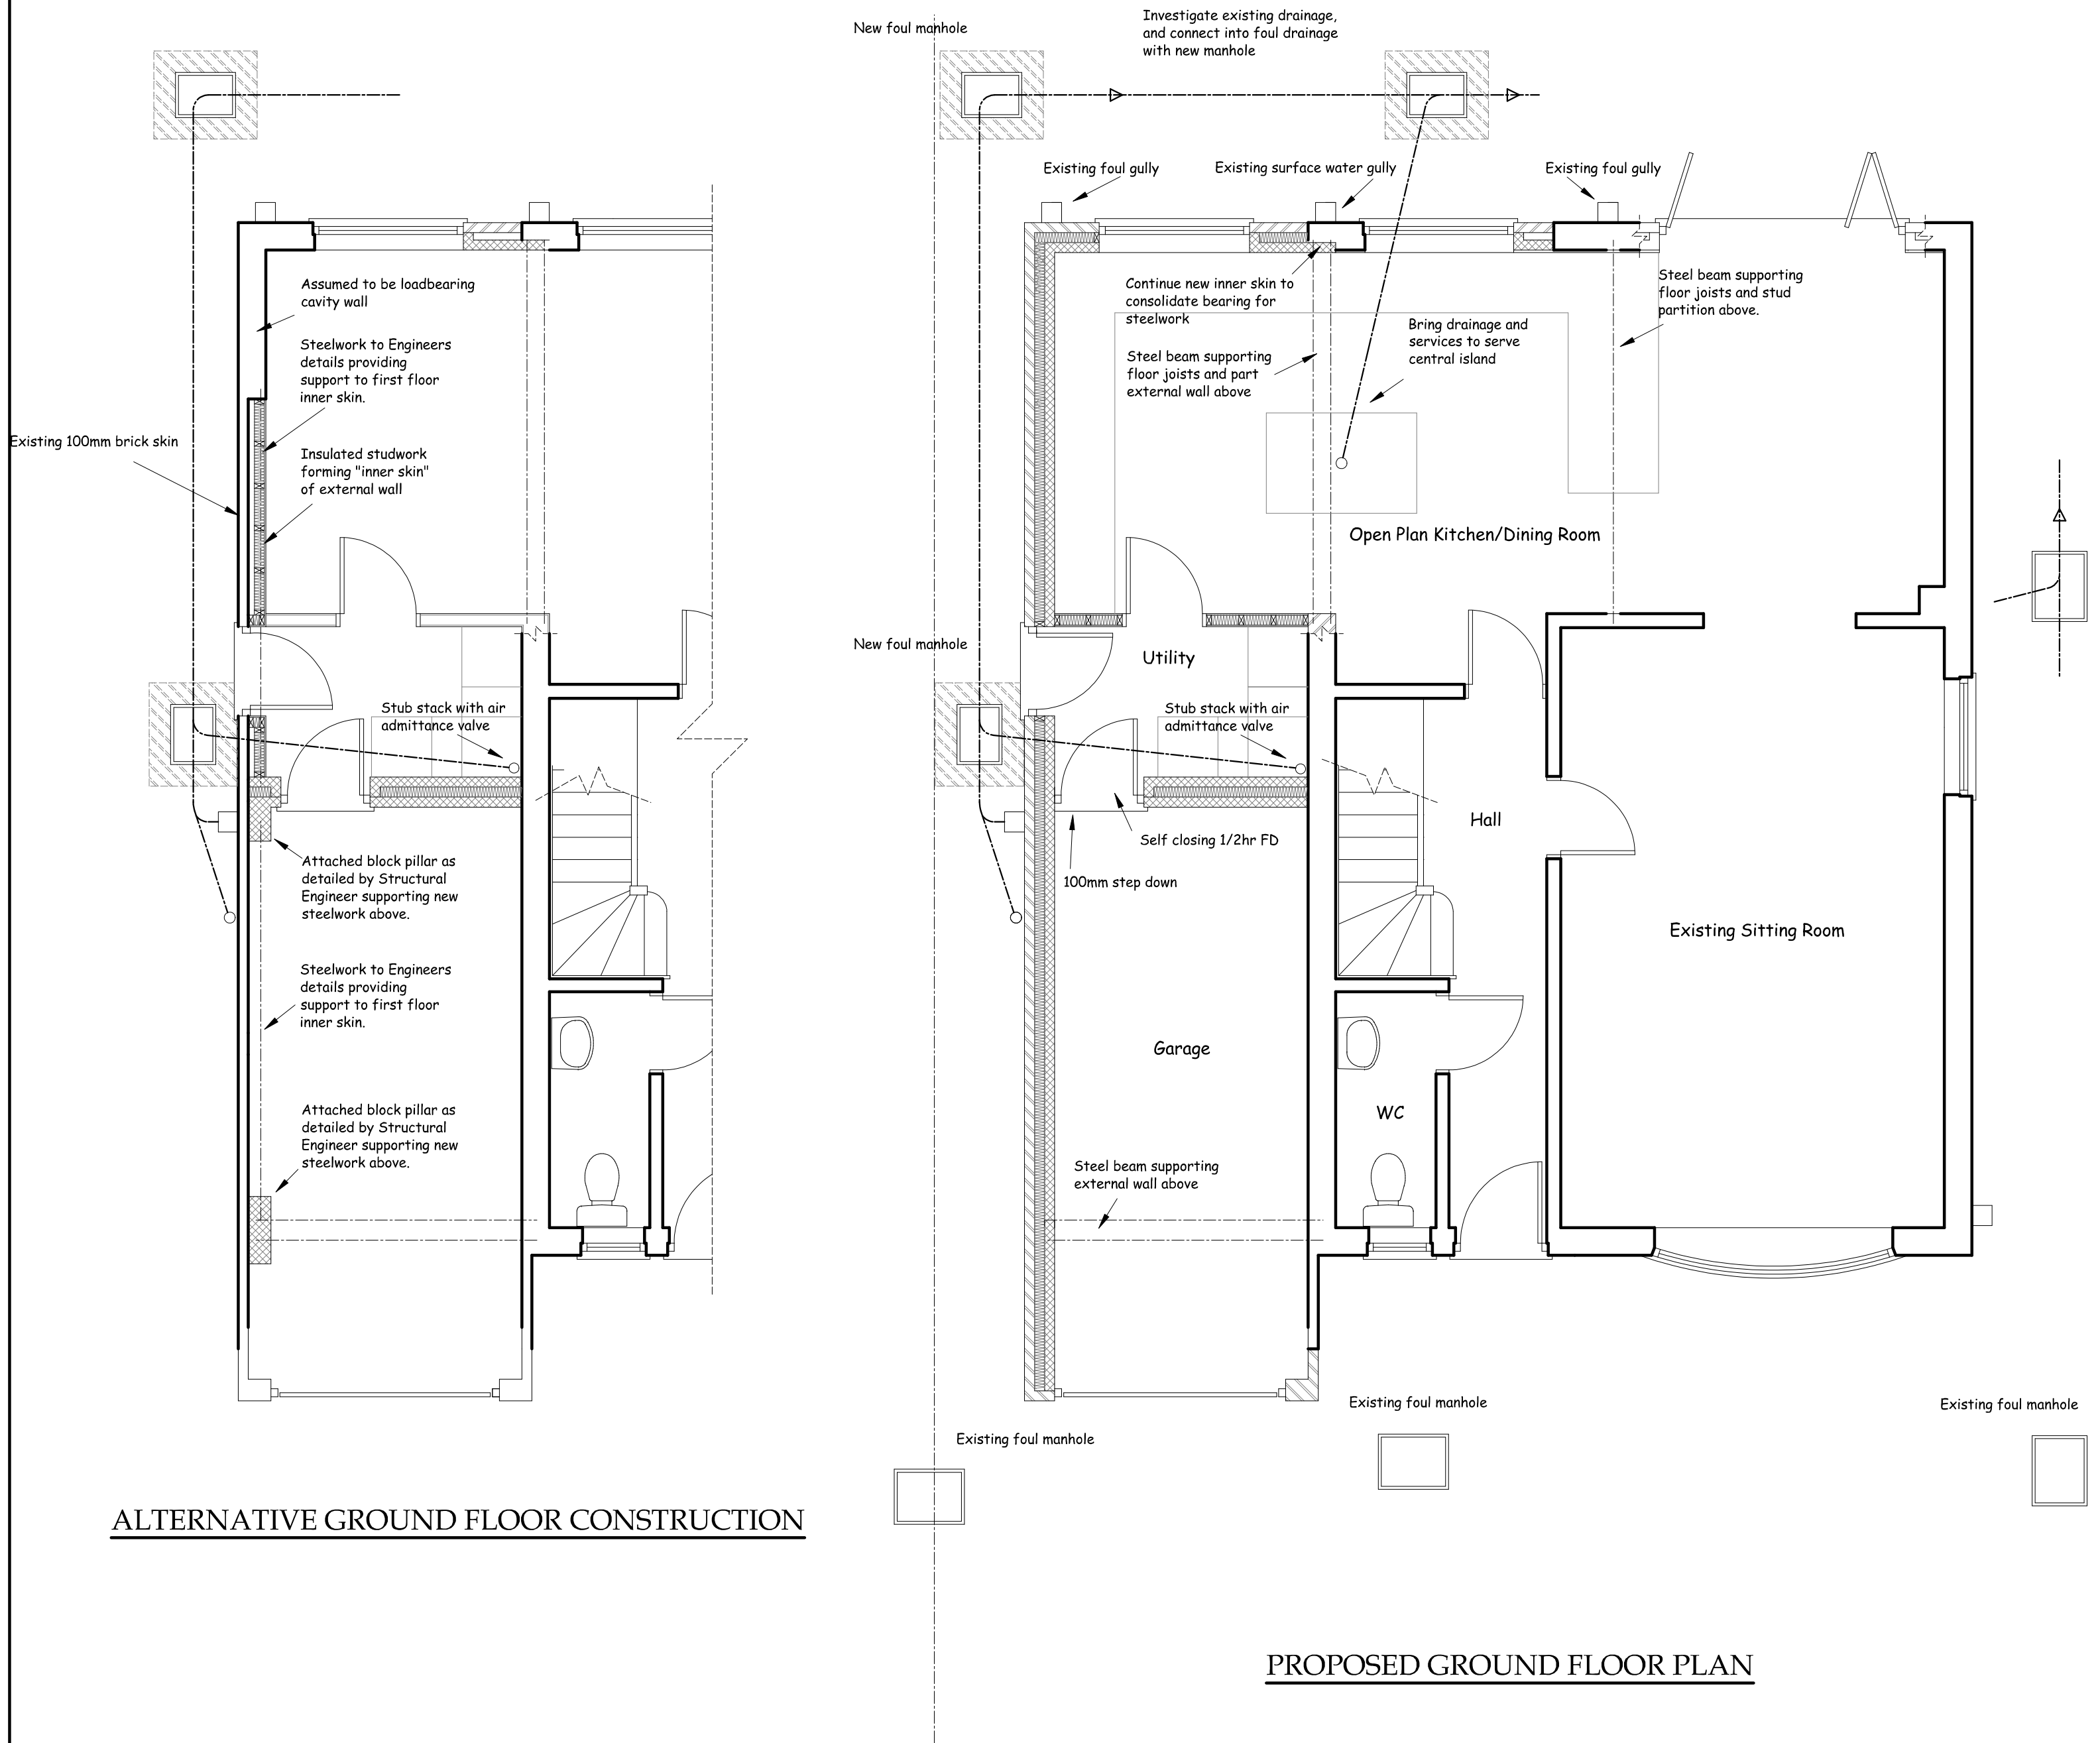 New foul manhole
Investigate existing drainage,
and connect into foul drainage
with new manhole
Existing foul gully
Existing surface water gully
Existing foul gully
Assumed to be loadbearing
cavity wall
Steelwork to Engineers
details providing
support to first floor
inner skin.
Existing 100mm brick skin
Insulated studwork
forming "inner skin"
of external wall
Stub stack with air
admittance valve
Attached block pillar as
detailed by Structural
Engineer supporting new
steelwork above.
Steelwork to Engineers
details providing
support to first floor
inner skin.
Attached block pillar as
detailed by Structural
Engineer supporting new
steelwork above.
ALTERNATIVE GROUND FLOOR CONSTRUCTION
Continue new inner skin to
consolidate bearing for
steelwork
Steel beam supporting
floor joists and stud
partition above.
Bring drainage and
services to serve
central island
Steel beam supporting
floor joists and part
external wall above
Open Plan Kitchen/Dining Room
New foul manhole
Utility
Stub stack with air
admittance valve
Hall
Self closing 1/2hr FD
100mm step down
Existing Sitting Room
Garage
WC
Steel beam supporting
external wall above
Existing foul manhole
Existing foul manhole
Existing foul manhole
PROPOSED GROUND FLOOR PLAN